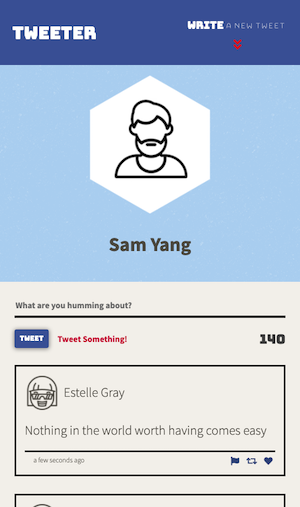 TWEETER
WRITE A NEW TWEET
Sam Yang
What are you humming about?
TWEET
Tweet Something!
140
Estelle Gray
Nothing in the world worth having comes easy
a few seconds ago